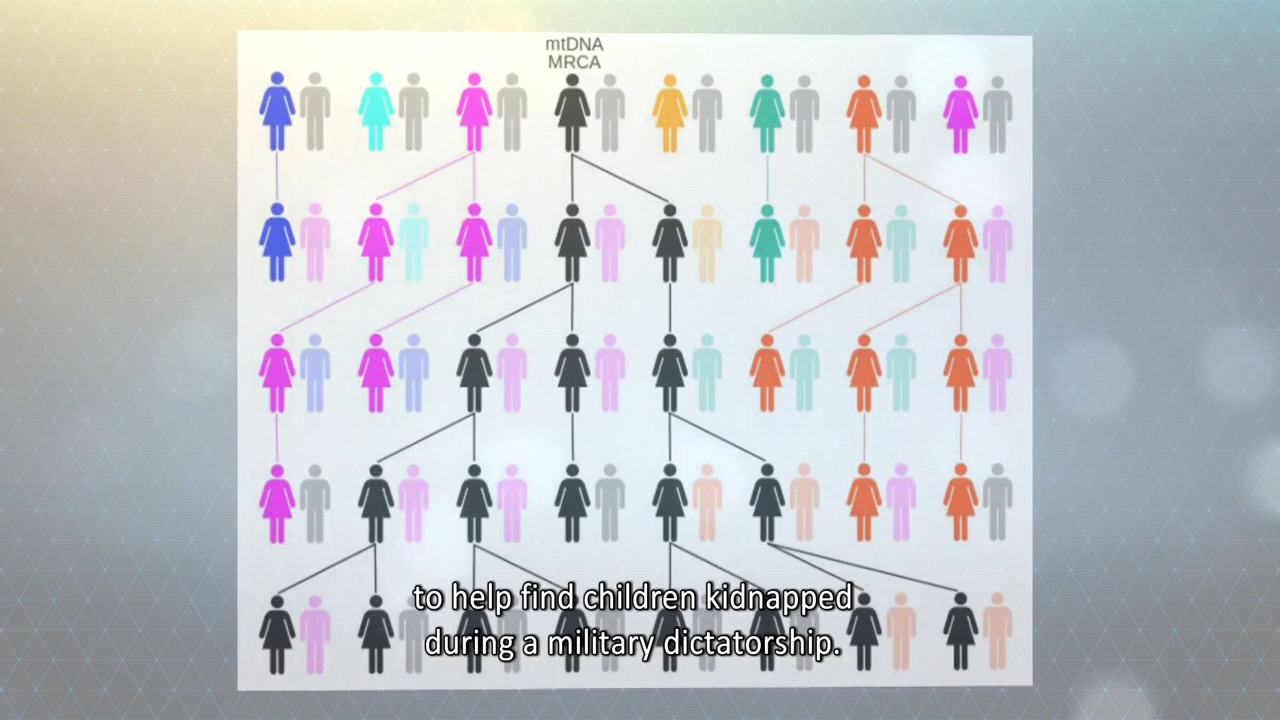 mtDNA
MRCA
to help find children kidnapped
during a military dictatorship.